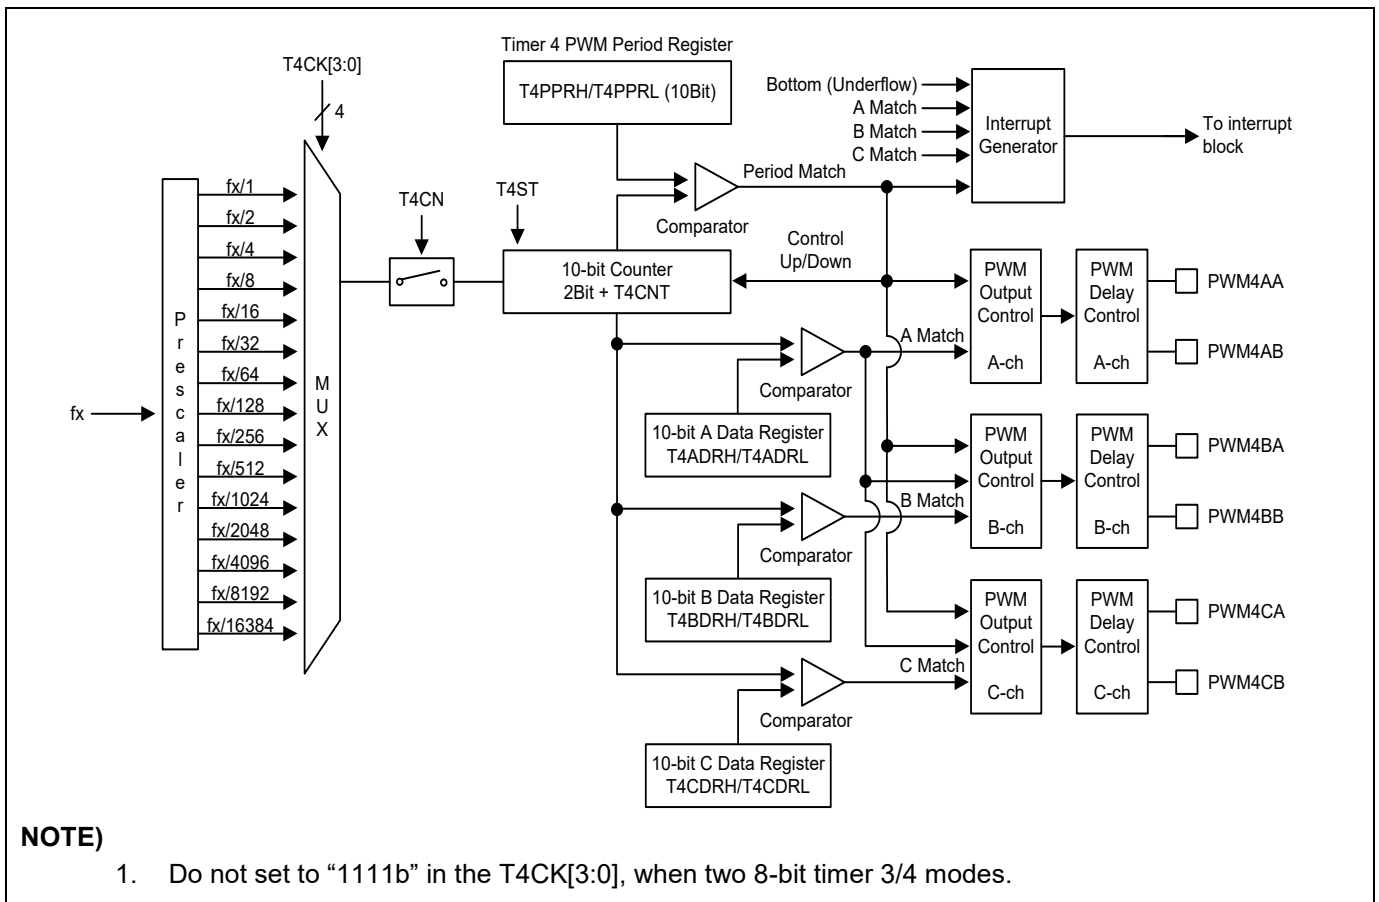 Timer 4 PWM Period Register
T4PPRH/T4PPRL (10Bit)
T4CK[3:0]
4
Bottom (Underflow)
A Match
B Match
C Match
Interrupt
Generator
To interrupt
block
Period Match
Comparator
Prescaler
fx
fx/1
fx/2
fx/4
fx/8
fx/16
fx/32
fx/64
fx/128
fx/256
fx/512
fx/1024
fx/2048
fx/4096
fx/8192
fx/16384
MUX
T4CN
T4ST
10-bit Counter
2Bit + T4CNT
Control
Up/Down
A Match
Comparator
10-bit A Data Register
T4ADRH/T4ADRL
B Match
Comparator
10-bit B Data Register
T4BDRH/T4BDRL
C Match
Comparator
10-bit C Data Register
T4CDRH/T4CDRL
PWM
Output
Control
A-ch
PWM
Delay
Control
A-ch
PWM4AA
PWM4AB
PWM
Output
Control
B-ch
PWM
Delay
Control
B-ch
PWM4BA
PWM4BB
PWM
Output
Control
C-ch
PWM
Delay
Control
C-ch
PWM4CA
PWM4CB
NOTE)
1. Do not set to “1111b” in the T4CK[3:0], when two 8-bit timer 3/4 modes.